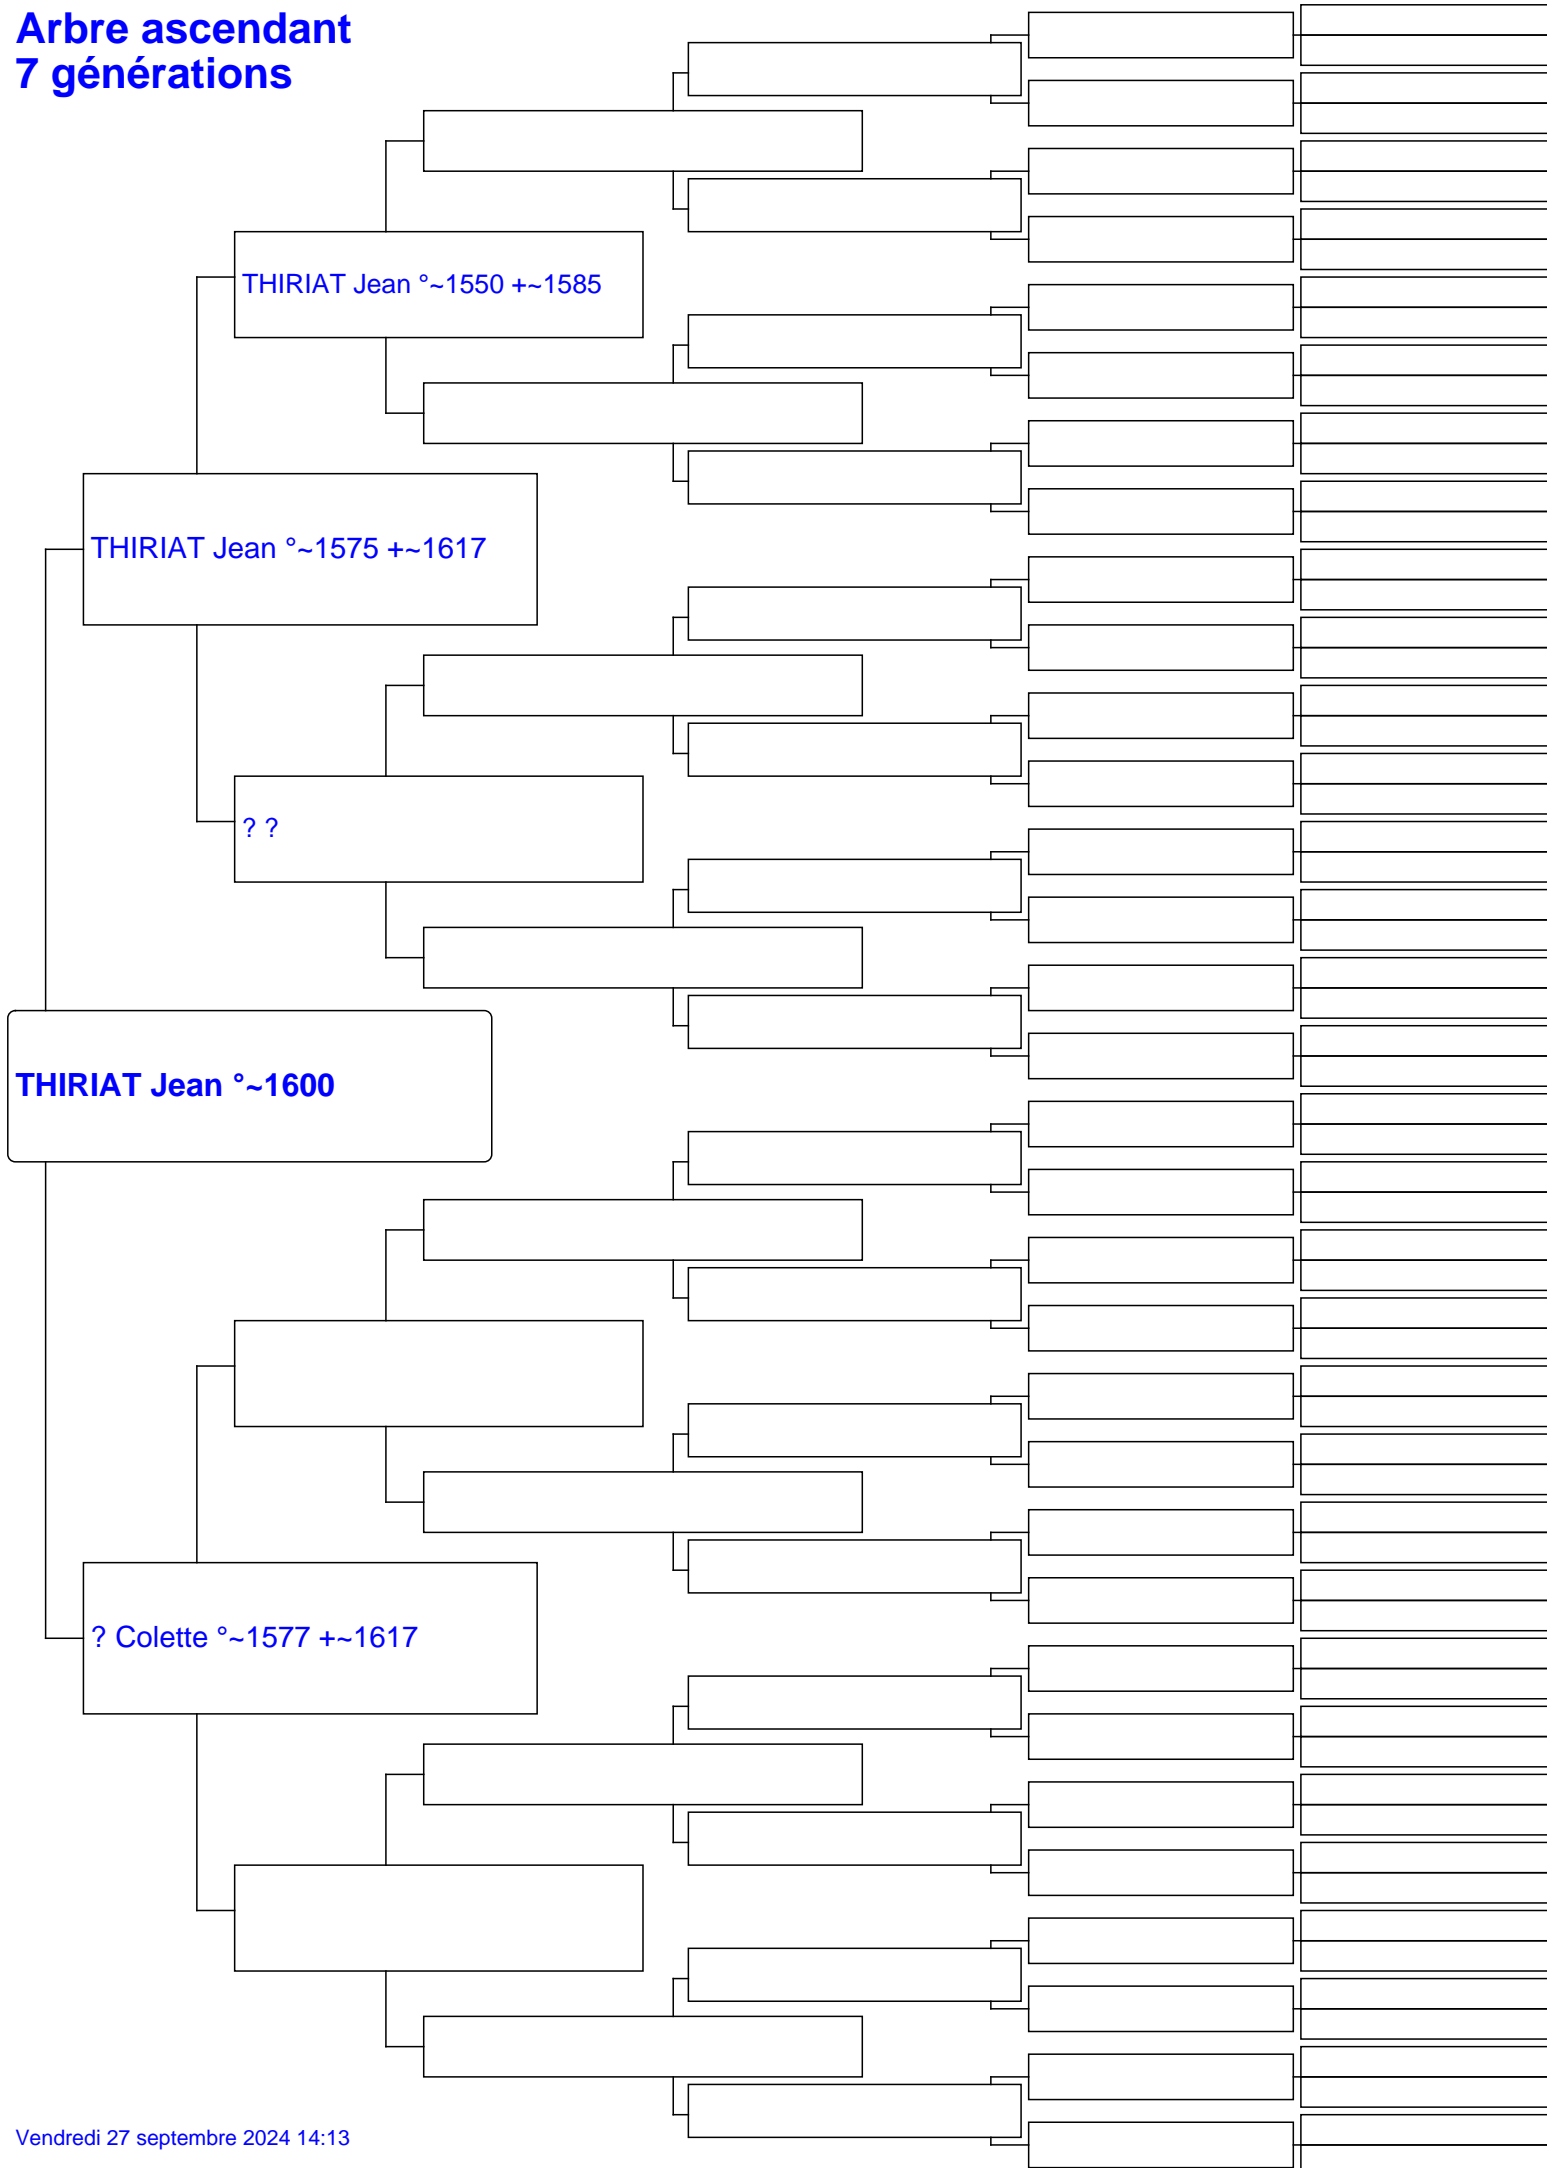 Arbre ascendant
7 générations
THIRIAT Jean °~1550 +~1585
THIRIAT Jean °~1575 +~1617
? ?
THIRIAT Jean °~1600
? Colette °~1577 +~1617
Vendredi 27 septembre 2024 14:13